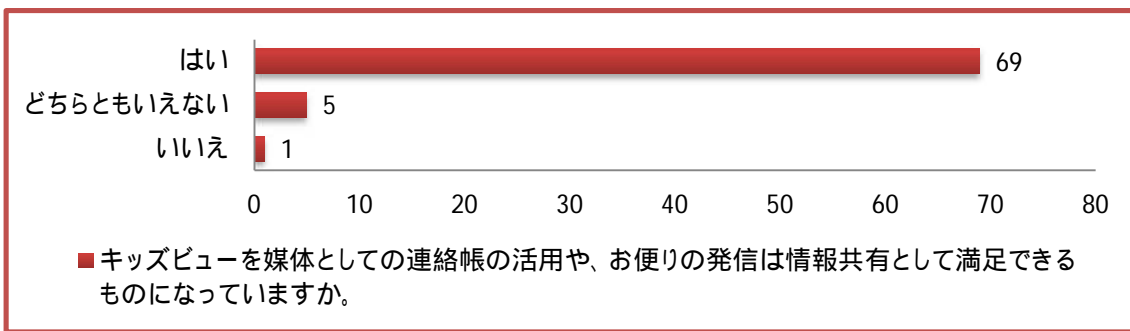 はい
69
どちらともいえない
5
いいえ
1
0 10 20 30 40 50 60 70 80
キッズビューを媒体としての連絡帳の活用や、お便りの発信は情報共有として満足できる
ものになっていますか。